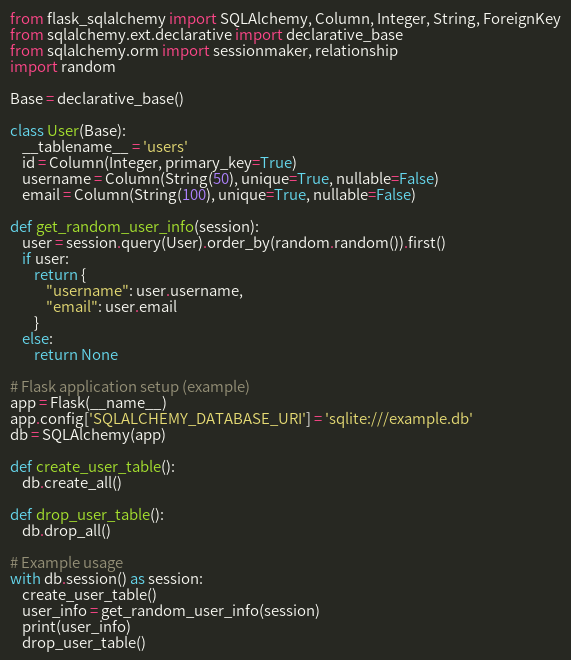 from flask_sqlalchemy import SQLAlchemy, Column, Integer, String, ForeignKey
from sqlalchemy.ext.declarative import declarative_base
from sqlalchemy.orm import sessionmaker, relationship
import random

Base = declarative_base()

class User(Base):
    __tablename__ = 'users'
    id = Column(Integer, primary_key=True)
    username = Column(String(50), unique=True, nullable=False)
    email = Column(String(100), unique=True, nullable=False)

def get_random_user_info(session):
    user = session.query(User).order_by(random.random()).first()
    if user:
        return {
            "username": user.username,
            "email": user.email
        }
    else:
        return None

# Flask application setup (example)
app = Flask(__name__)
app.config['SQLALCHEMY_DATABASE_URI'] = 'sqlite:///example.db'
db = SQLAlchemy(app)

def create_user_table():
    db.create_all()

def drop_user_table():
    db.drop_all()

# Example usage
with db.session() as session:
    create_user_table()
    user_info = get_random_user_info(session)
    print(user_info)
    drop_user_table()